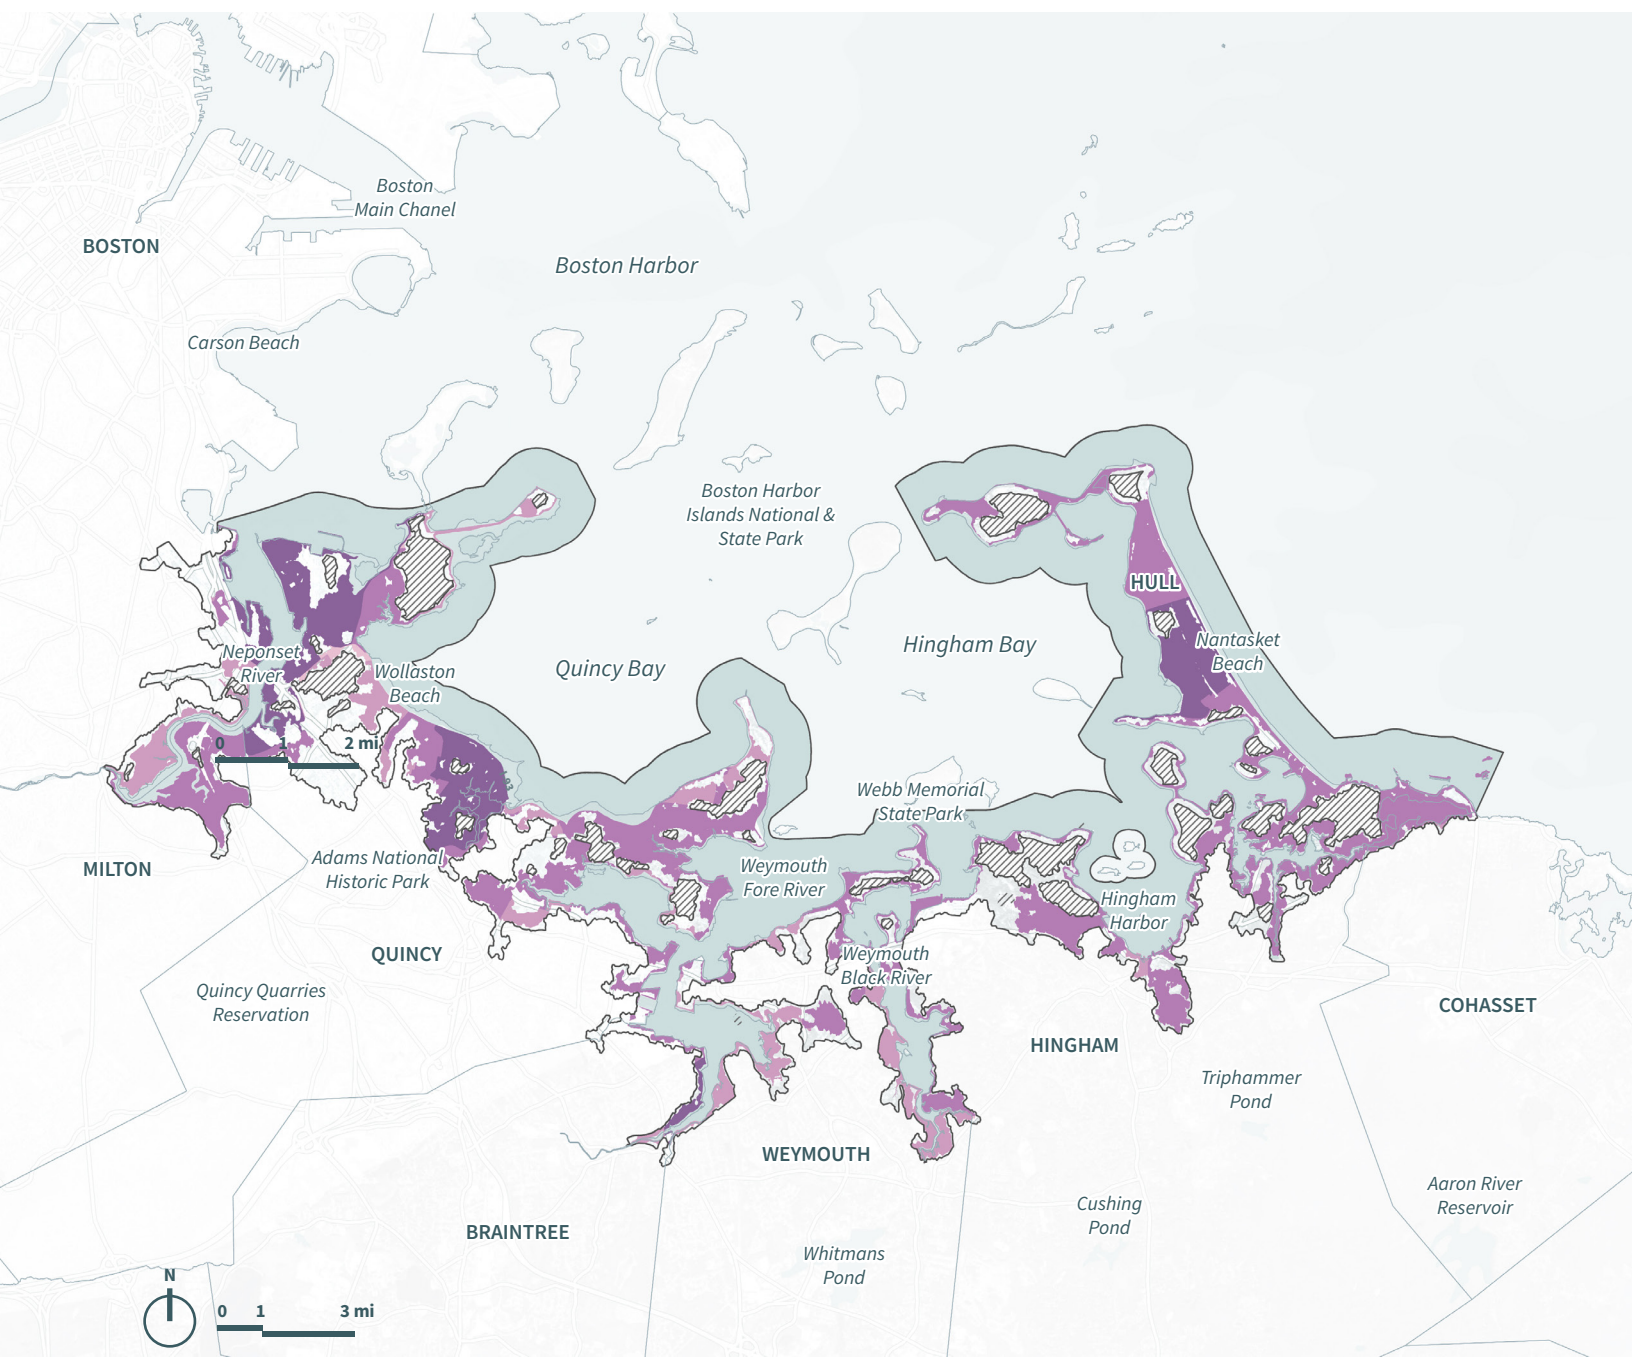 Boston
Main Chanel
BOSTON
Boston Harbor
Carson Beach
Boston Harbor
Islands National &
State Park
HULL
Nantasket
Beach
Hingham Bay
Quincy Bay
Neponset
River
Wollaston
Beach
0 1 2 mi
Webb Memorial
State Park
MILTON
Adams National
Historic Park
Weymouth
Fore River
Hingham
Harbor
QUINCY
Weymouth
Black River
Quincy Quarries
Reservation
COHASSET
HINGHAM
Triphammer
Pond
WEYMOUTH
Aaron River
Reservoir
Cushing
Pond
BRAINTREE
Whitmans
Pond
N
0 1 3 mi